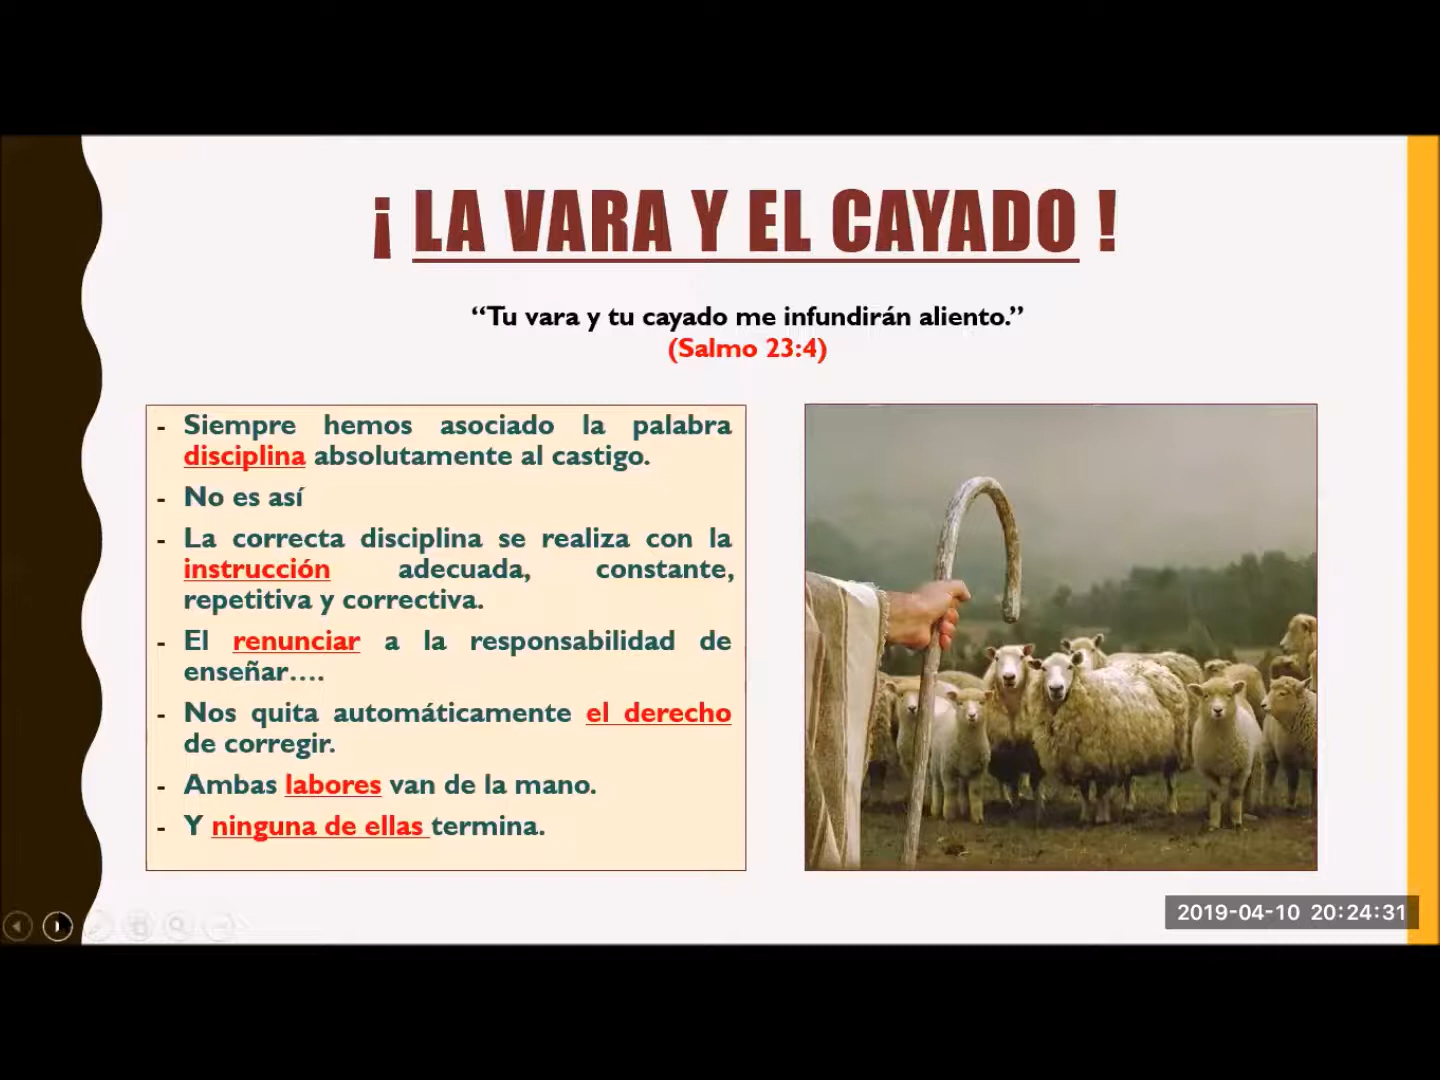 ¡ LA VARA Y EL CAYADO !
“Tu vara y tu cayado me infundirán aliento.”
(Salmo 23:4)
- Siempre hemos asociado la palabra
disciplina absolutamente al castigo.
- No es así
- La correcta disciplina se realiza con la
instrucción adecuada, constante,
repetitiva y correctiva.
- El renunciar a la responsabilidad de
enseñar….
- Nos quita automáticamente el derecho
de corregir.
- Ambas labores van de la mano.
- Y ninguna de ellas termina.
2019-04-10 20:24:31